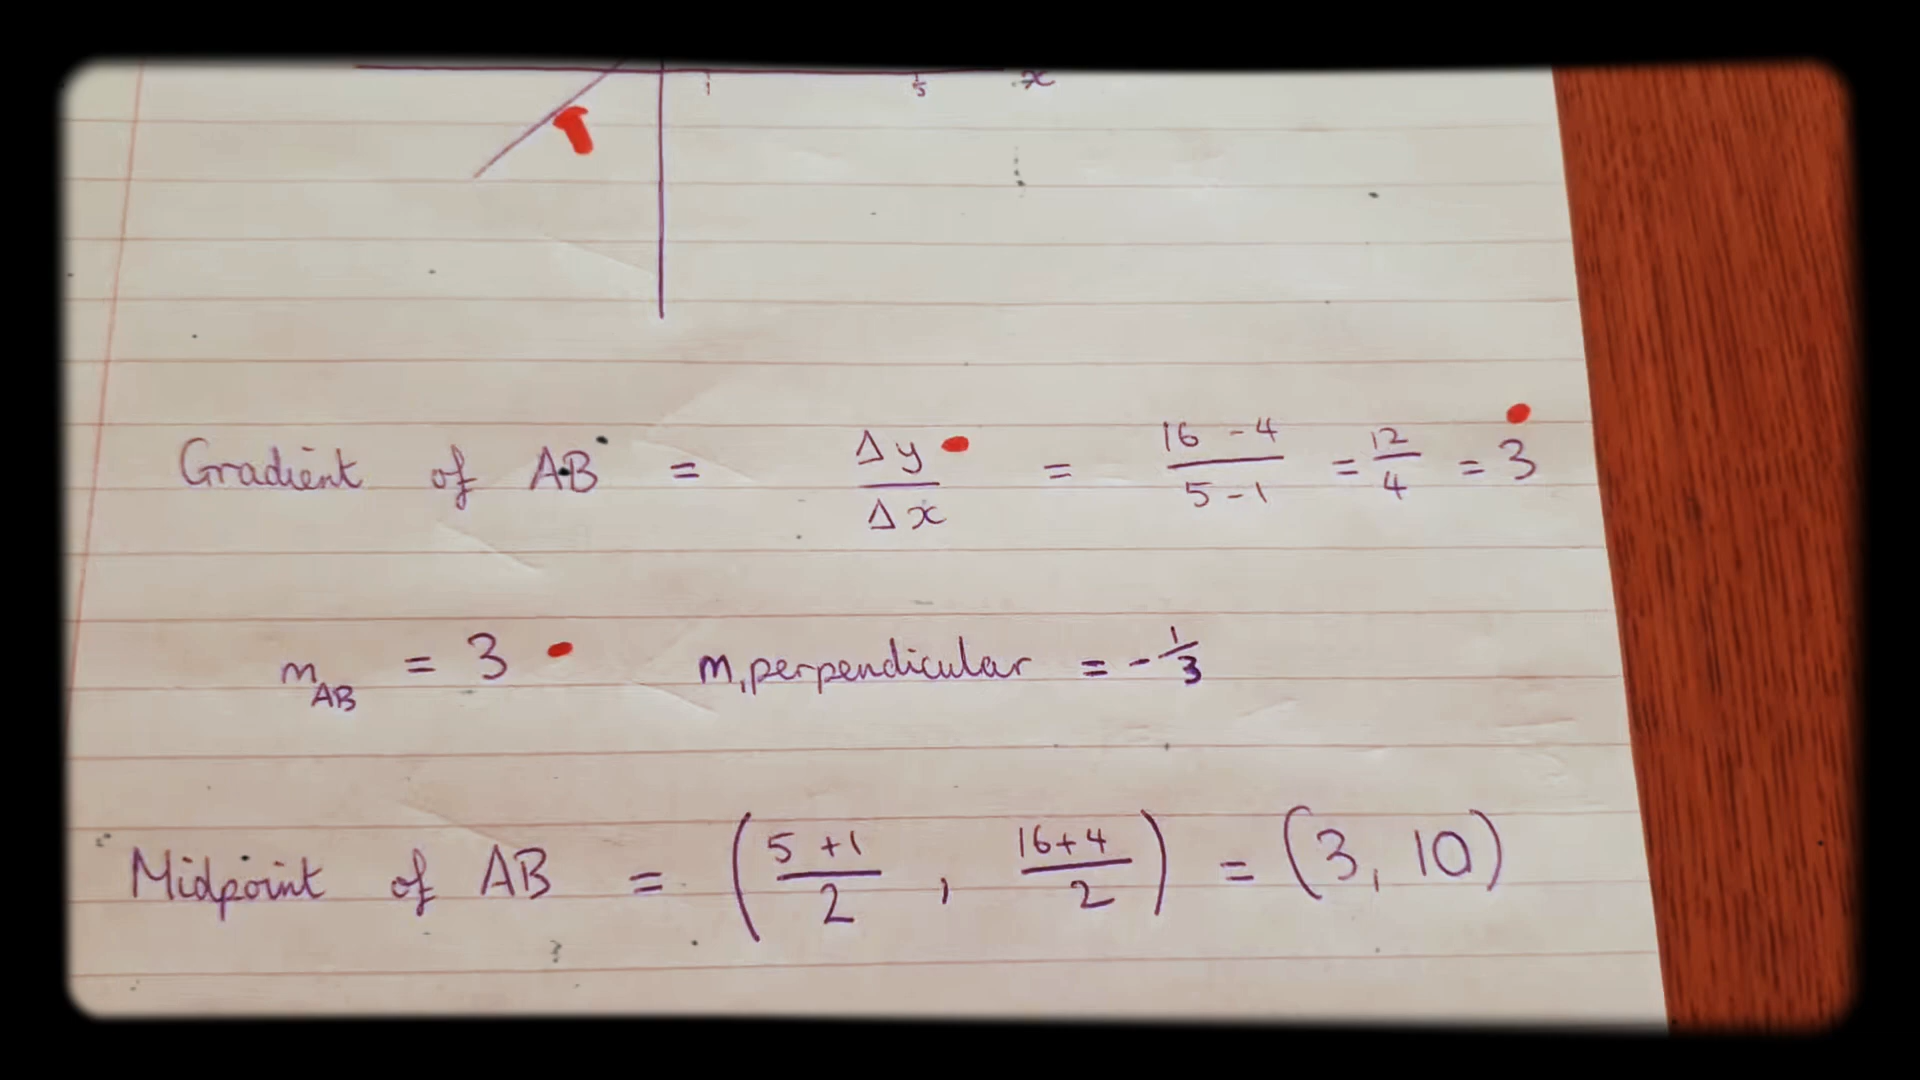 1 5 x
Gradient of AB = Δy/Δx = 16-4/5-1 = 12/4 = 3
m_AB = 3 m, perpendicular = -1/3
Midpoint of AB = (5+1/2, 16+4/2) = (3, 10)